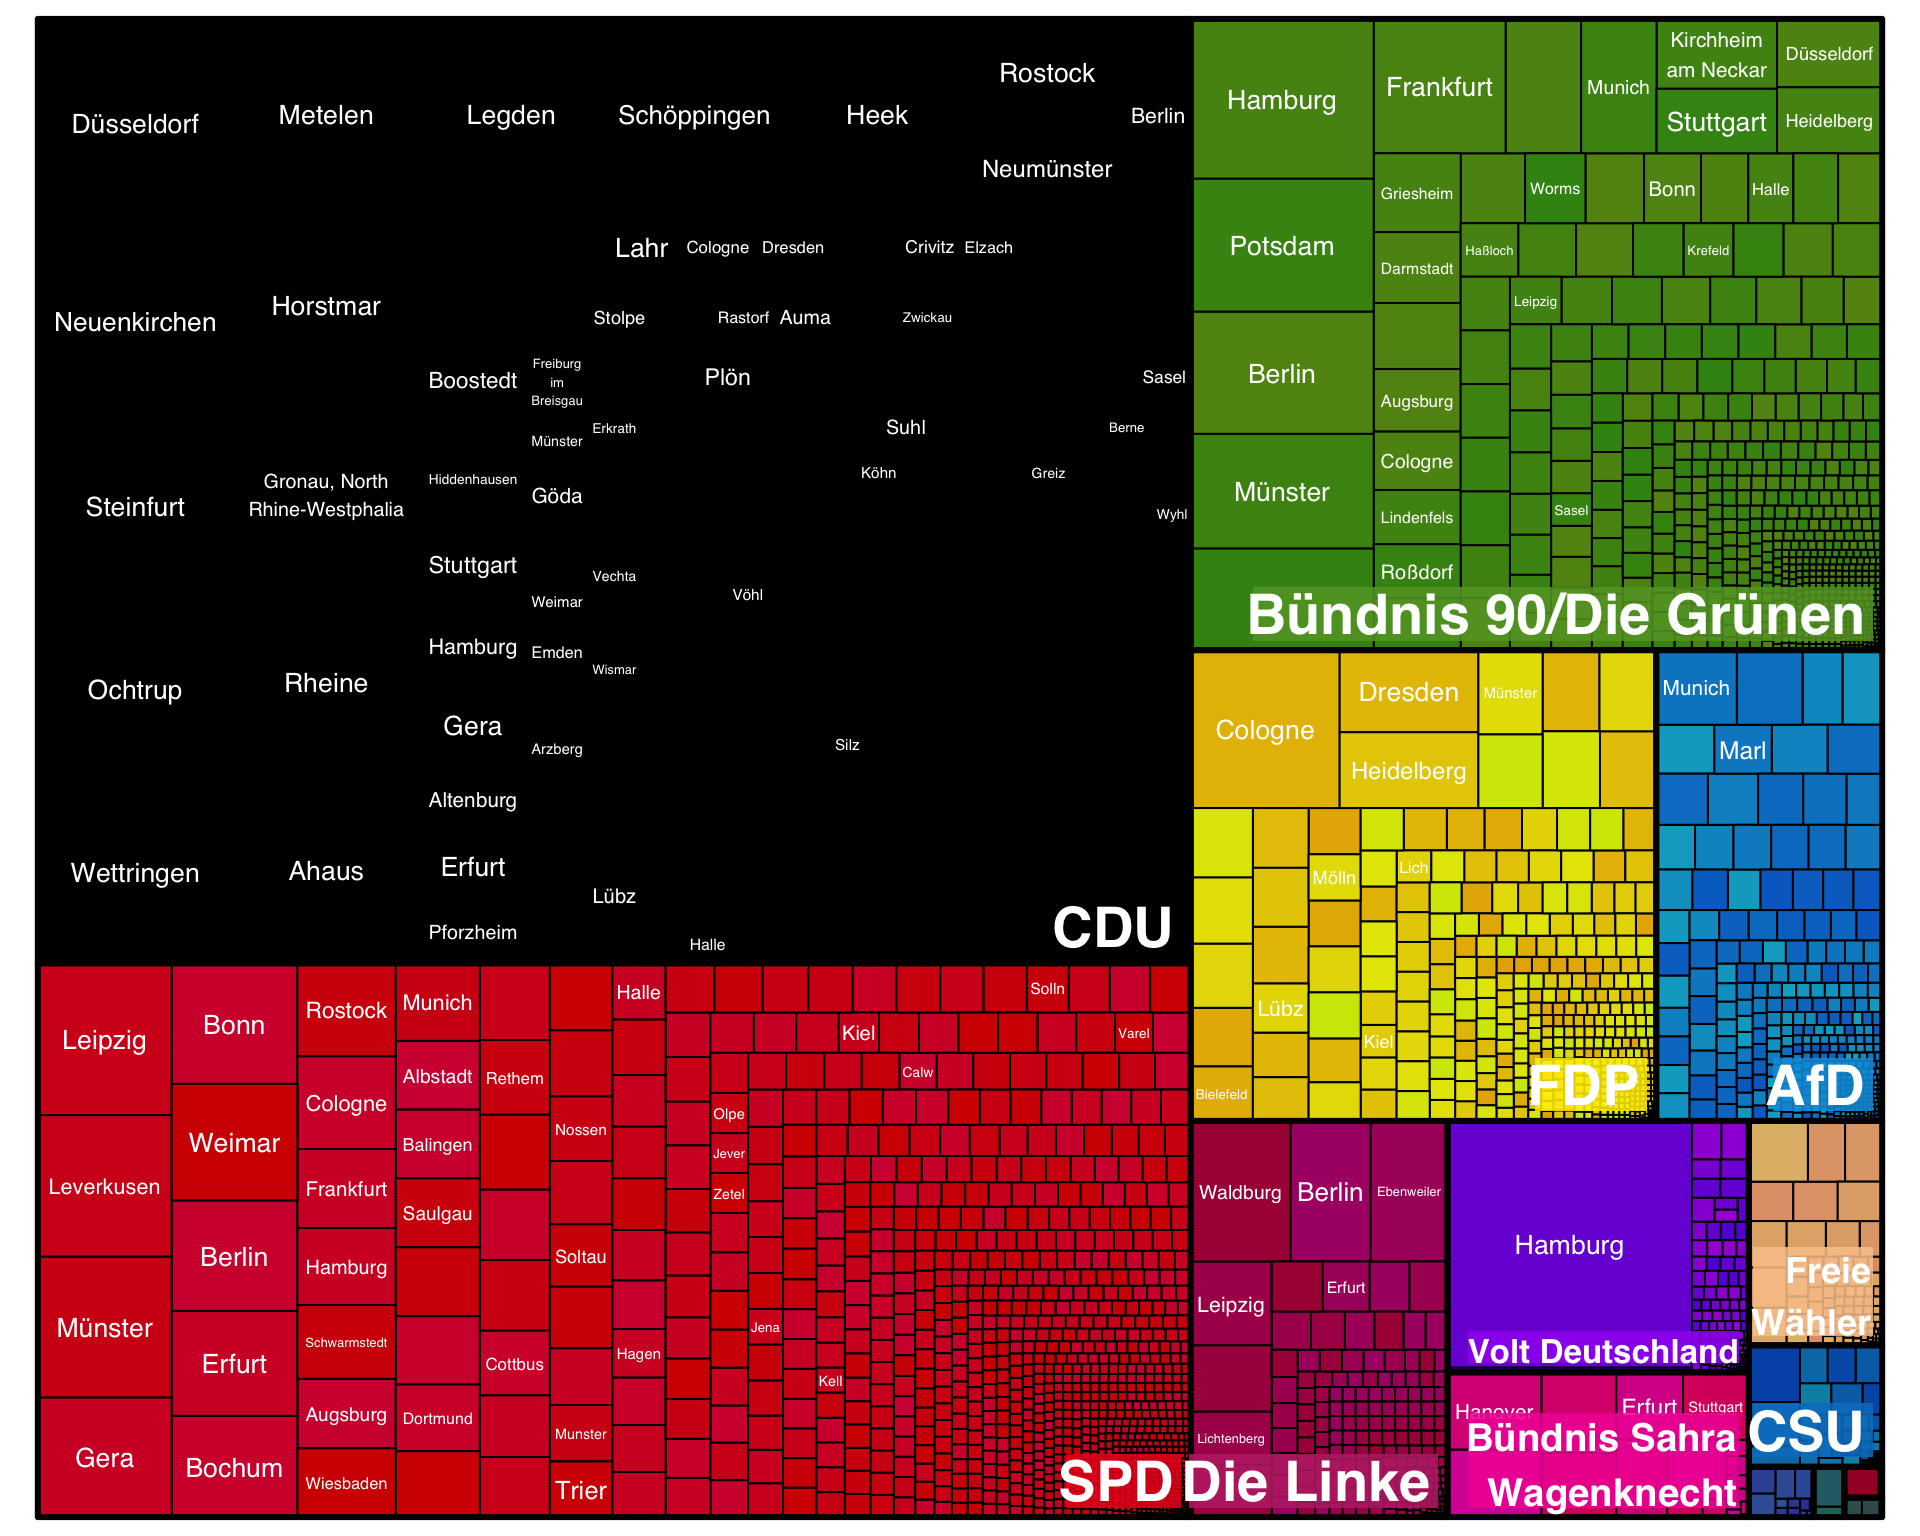 Düsseldorf
Metelen
Legden
Schöppingen
Heek
Rostock
Berlin
Neumünster
Neuenkirchen
Horstmar
Lahr
Cologne
Dresden
Crivitz
Elzach
Stolpe
Rastorf
Auma
Zwickau
Boostedt
Freiburg
im
Breisgau
Plön
Sasel
Münster
Erkrath
Suhl
Berne
Steinfurt
Gronau, North
Rhine-Westphalia
Hiddenhausen
Göda
Köhn
Greiz
Wyhl
Stuttgart
Weimar
Vechta
Vöhl
Hamburg
Emden
Wismar
Ochtrup
Rheine
Gera
Arzberg
Silz
Altenburg
Wettringen
Ahaus
Erfurt
Lübz
Pforzheim
Halle
CDU
Hamburg
Frankfurt
Munich
Kirchheim
am Neckar
Düsseldorf
Stuttgart
Heidelberg
Potsdam
Griesheim
Worms
Bonn
Halle
Darmstadt
Haßloch
Krefeld
Leipzig
Berlin
Augsburg
Cologne
Münster
Lindenfels
Sasel
Roßdorf
Bündnis 90/Die Grünen
Cologne
Dresden
Münster
Heidelberg
Mölln
Lich
Lübz
Kiel
Bielefeld
FDP
Munich
Marl
AfD
Leipzig
Bonn
Rostock
Munich
Halle
Solln
Kiel
Varel
Leverkusen
Weimar
Cologne
Albstadt
Rethem
Calw
Olpe
Balingen
Nossen
Jever
Münster
Berlin
Frankfurt
Saulgau
Zetel
Hamburg
Soltau
Erfurt
Schwarmstedt
Cottbus
Hagen
Jena
Kell
Gera
Bochum
Augsburg
Dortmund
Munster
Wiesbaden
Trier
SPD
Waldburg
Berlin
Ebenweiler
Leipzig
Erfurt
Lichtenberg
Die Linke
Hamburg
Volt Deutschland
Freie
Wähler
Hanover
Erfurt
Stuttgart
Bündnis Sahra
Wagenknecht
CSU